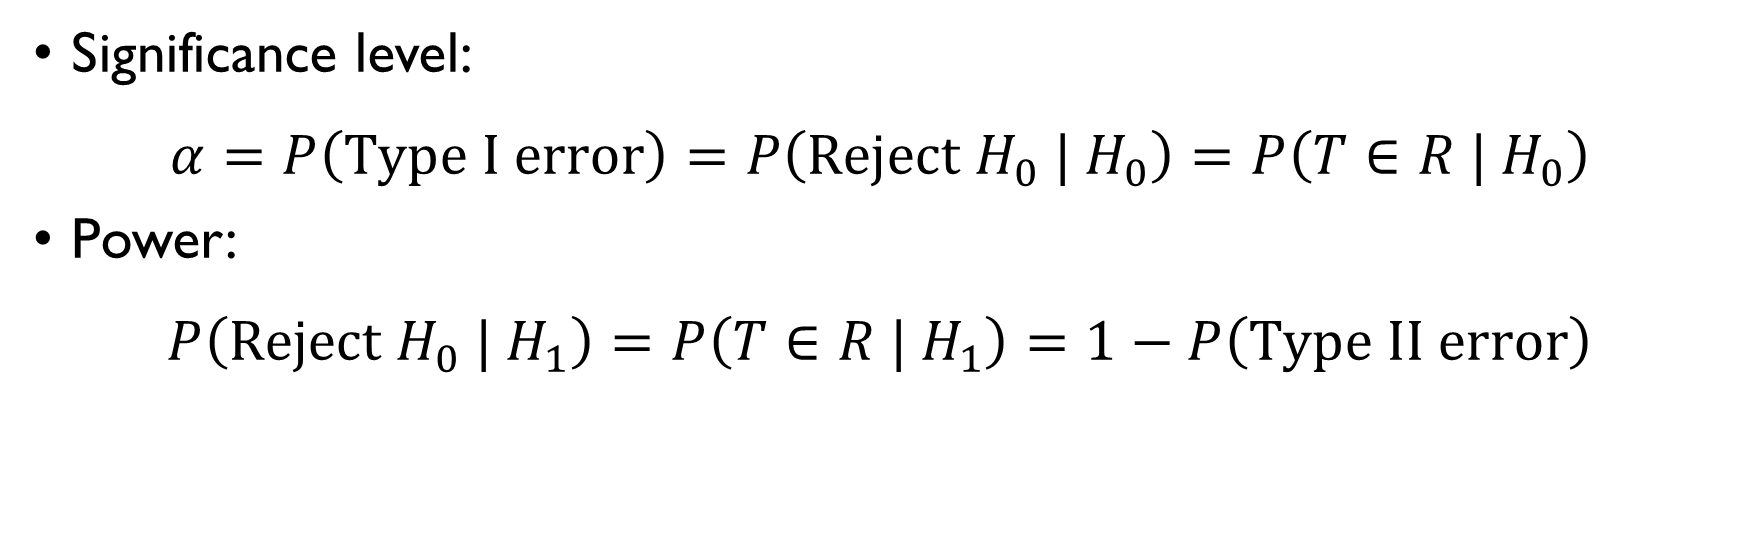 • Significance level:
α = P(Type I error) = P(Reject H₀ | H₀) = P(T ∈ R | H₀)
• Power:
P(Reject H₀ | H₁) = P(T ∈ R | H₁) = 1 − P(Type II error)